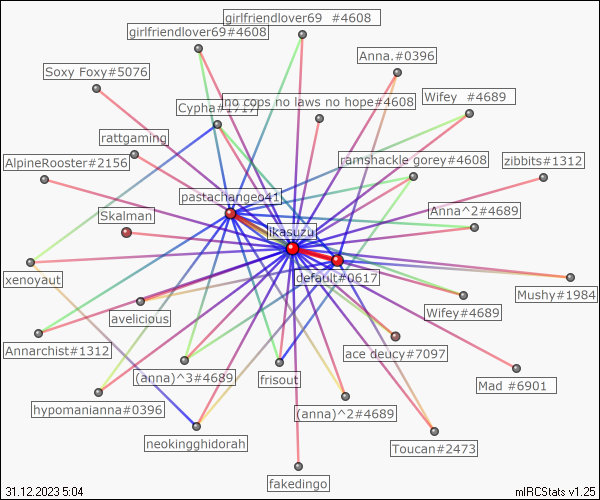 girlfriendlover69 #4608
girlfriendlover69#4608
Anna.#0396
Soxy Foxy#5076
no cops no laws no hope#4608
Wifey #4689
Cypha#1717
rattgaming
ramshackle gorey#4608
zibbits#1312
AlpineRooster#2156
pastachangeo41
Anna^2#4689
Skalman
ikasuzu
xenoyaut
default#0617
Mushy#1984
avelicious
Wifey#4689
Annarchist#1312
ace deucy#7097
(anna)^3#4689
frisout
Mad #6901
hypomanianna#0396
(anna)^2#4689
neokingghidorah
Toucan#2473
fakedingo
31.12.2023 5:04
mIRCStats v1.25